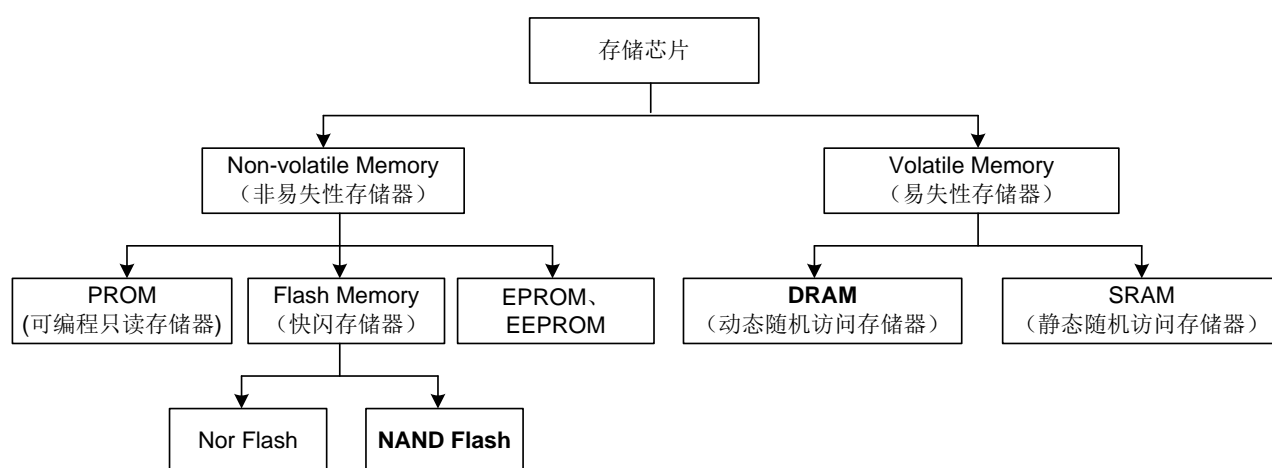 存储芯片
Non-volatile Memory
（非易失性存储器）
Volatile Memory
（易失性存储器）
PROM
(可编程只读存储器)
Flash Memory
（快闪存储器）
EPROM、
EEPROM
DRAM
（动态随机访问存储器）
SRAM
（静态随机访问存储器）
Nor Flash
NAND Flash